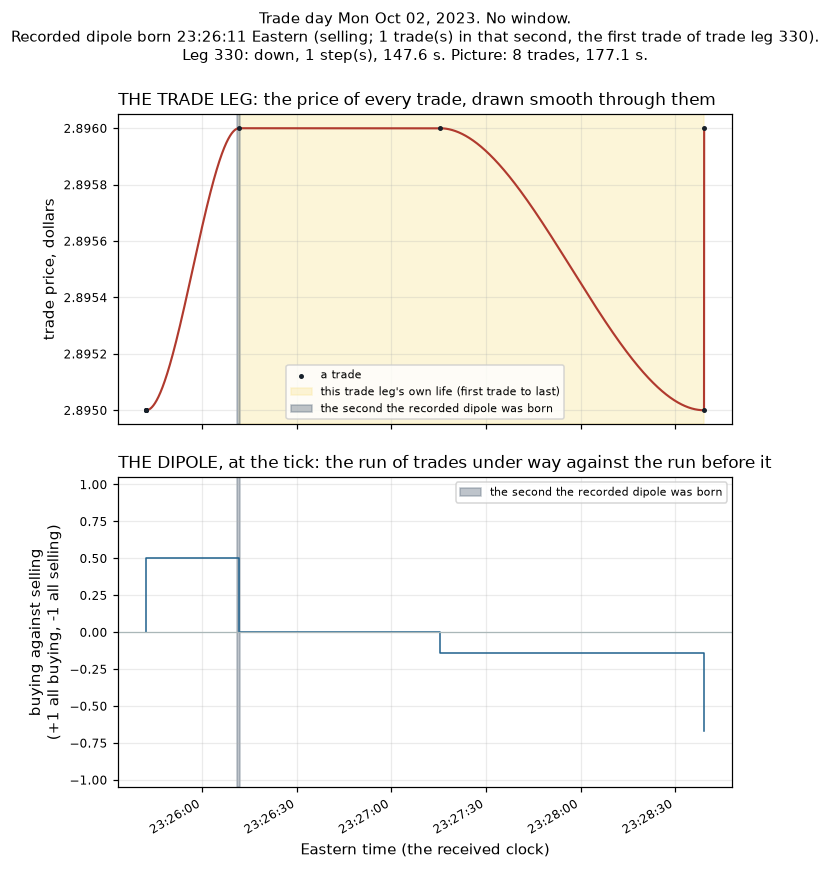 Trade day Mon Oct 02, 2023. No window.
Recorded dipole born 23:26:11 Eastern (selling; 1 trade(s) in that second, the first trade of trade leg 330).
Leg 330: down, 1 step(s), 147.6 s. Picture: 8 trades, 177.1 s.
THE TRADE LEG: the price of every trade, drawn smooth through them
trade price, dollars
2.8960
2.8958
2.8956
2.8954
2.8952
2.8950
a trade
this trade leg's own life (first trade to last)
the second the recorded dipole was born
THE DIPOLE, at the tick: the run of trades under way against the run before it
buying against selling
(+1 all buying, -1 all selling)
1.00
0.75
0.50
0.25
0.00
−0.25
−0.50
−0.75
−1.00
the second the recorded dipole was born
23:26:00
23:26:30
23:27:00
23:27:30
23:28:00
23:28:30
Eastern time (the received clock)